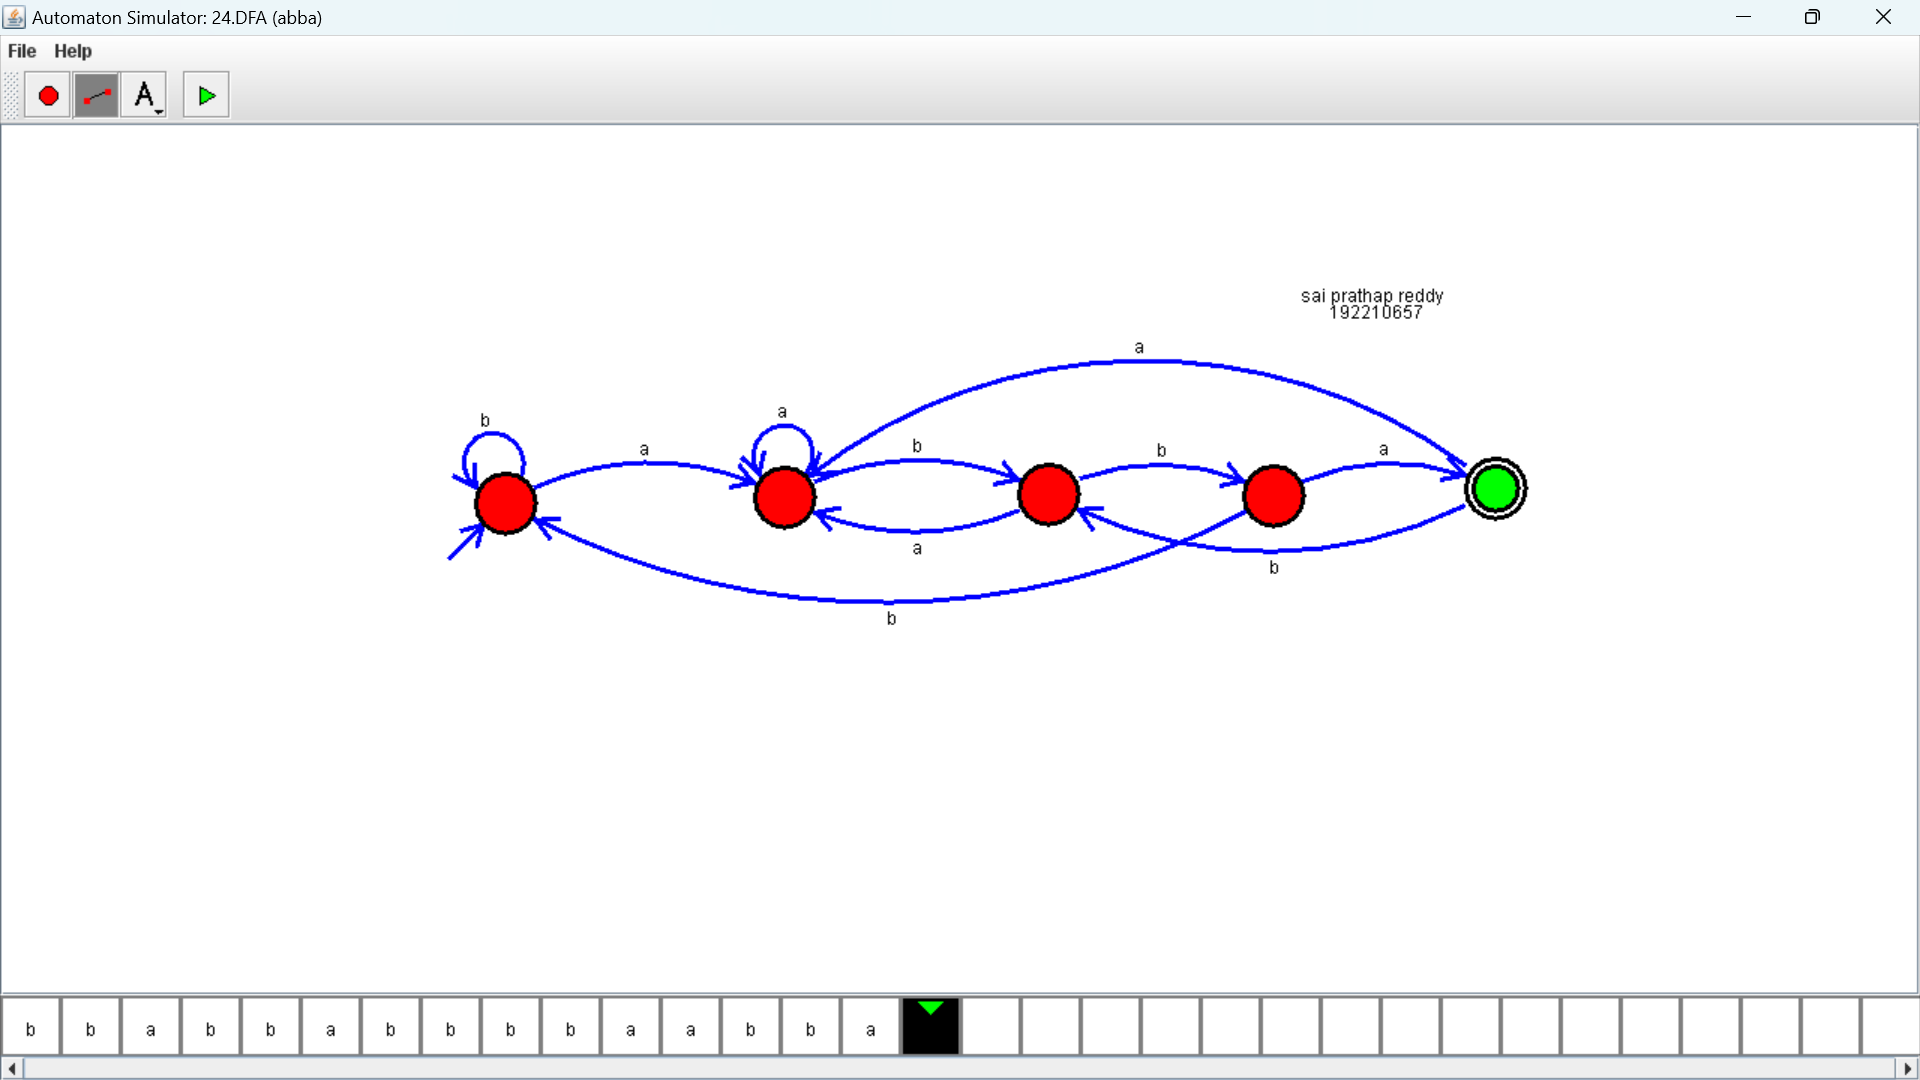 Automaton Simulator: 24.DFA (abba)
File Help
A
sai prathap reddy
192210657
a
b a
a b b a
a b
b
b b a b b a b b b b a a b b a